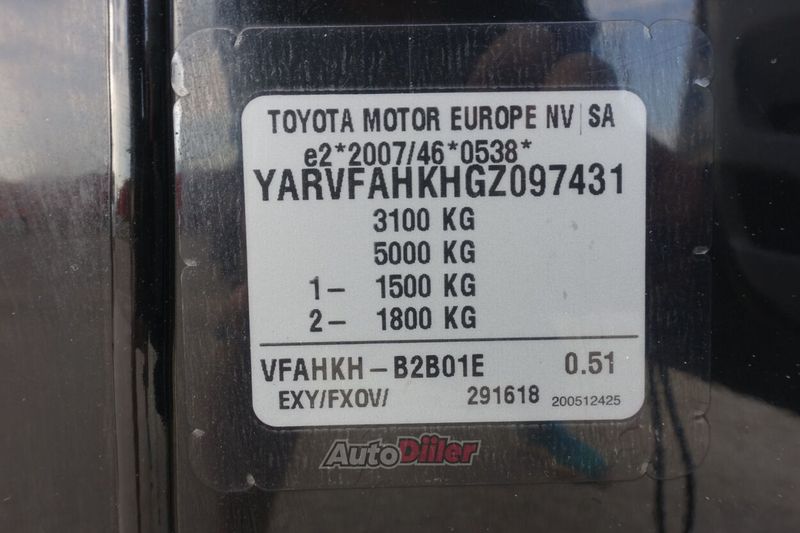 TOYOTA MOTOR EUROPE NV|SA
e2*2007/46*0538*
YARVFAHKHGZ097431
3100 KG
5000 KG
1- 1500 KG
2- 1800 KG
VFAHKH-B2B01E 0.51
EXY/FXOV/ 291618 200512425
AutoDiiler